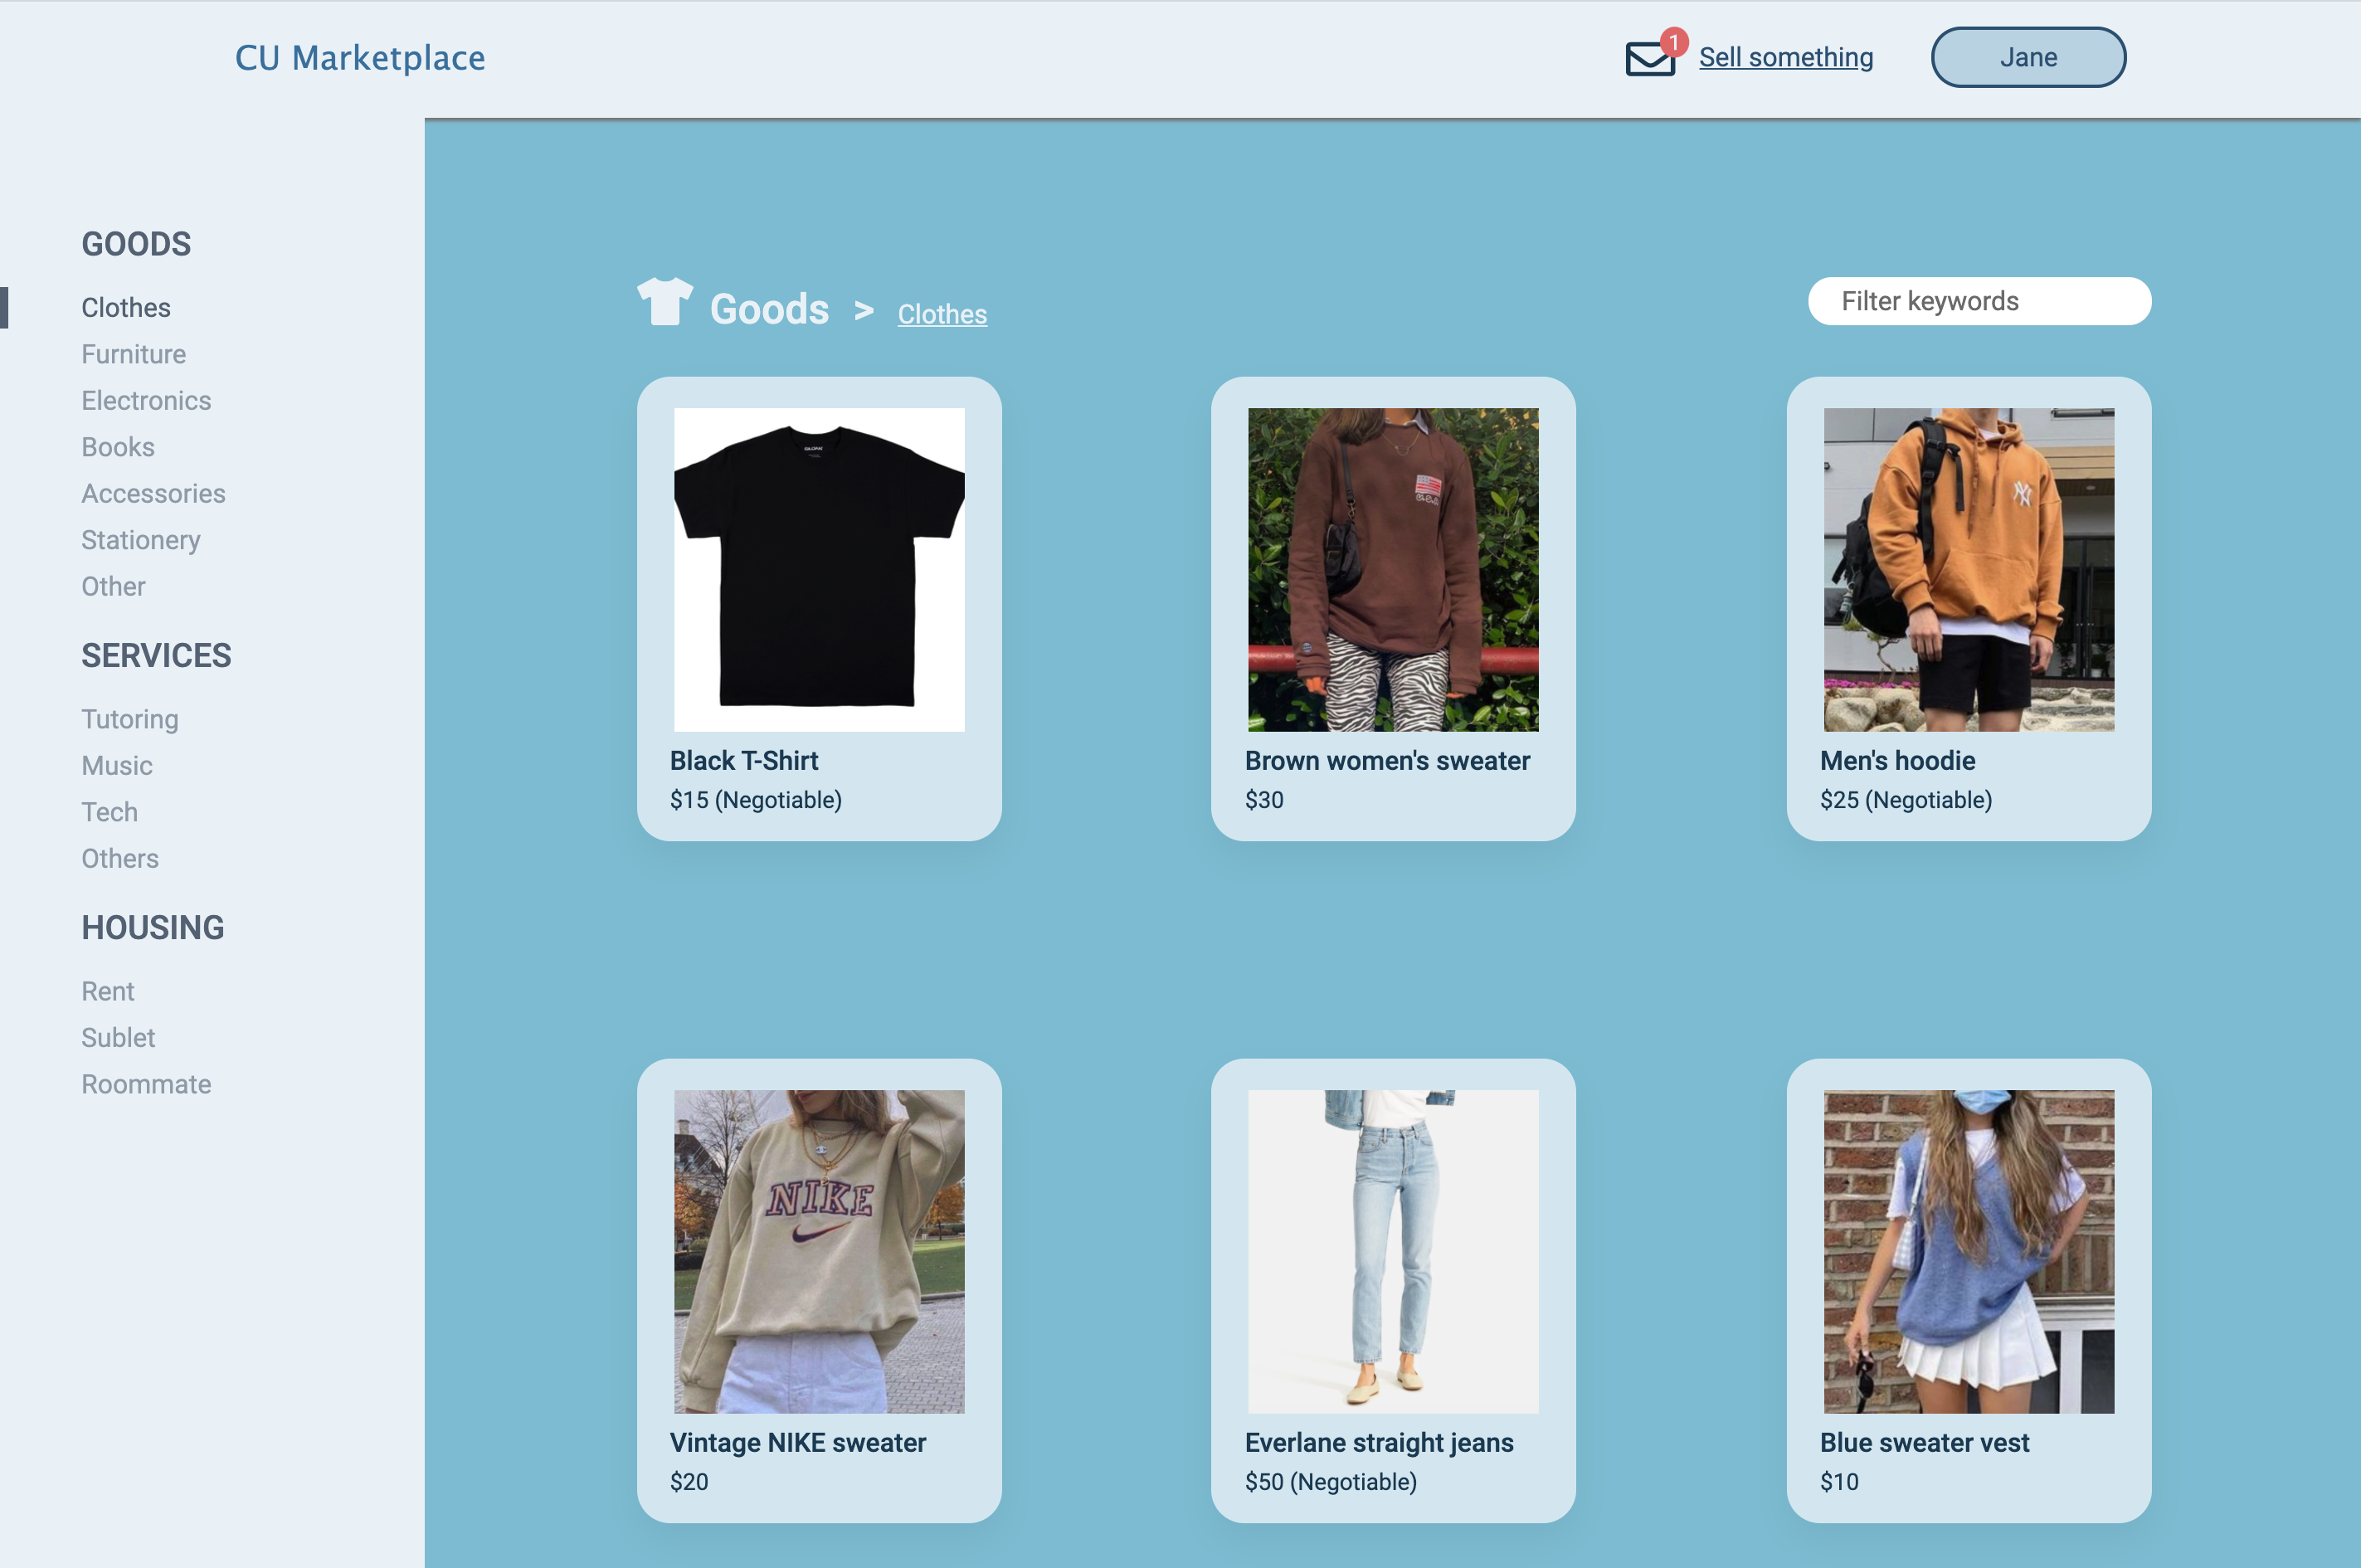 CU Marketplace
1
Sell something
Jane
GOODS
Clothes
Furniture
Electronics
Books
Accessories
Stationery
Other
SERVICES
Tutoring
Music
Tech
Others
HOUSING
Rent
Sublet
Roommate
Goods > Clothes
Filter keywords
NY
Black T-Shirt
$15 (Negotiable)
Brown women's sweater
$30
Men's hoodie
$25 (Negotiable)
NIKE
Vintage NIKE sweater
$20
Everlane straight jeans
$50 (Negotiable)
Blue sweater vest
$10